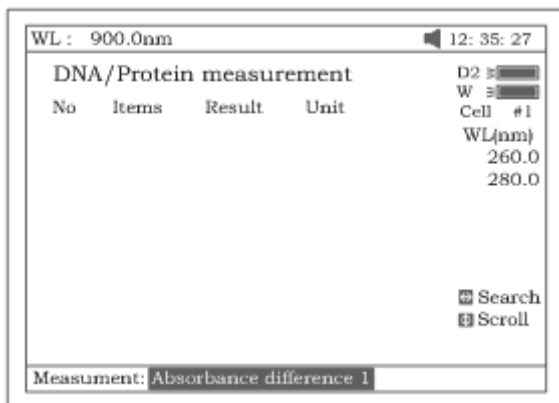 WL : 900.0nm 12: 35: 27
DNA/Protein measurement
No Items Result Unit
D2
W
Cell #1
WL(nm)
260.0
280.0
Search
Scroll
Measument: Absorbance difference 1